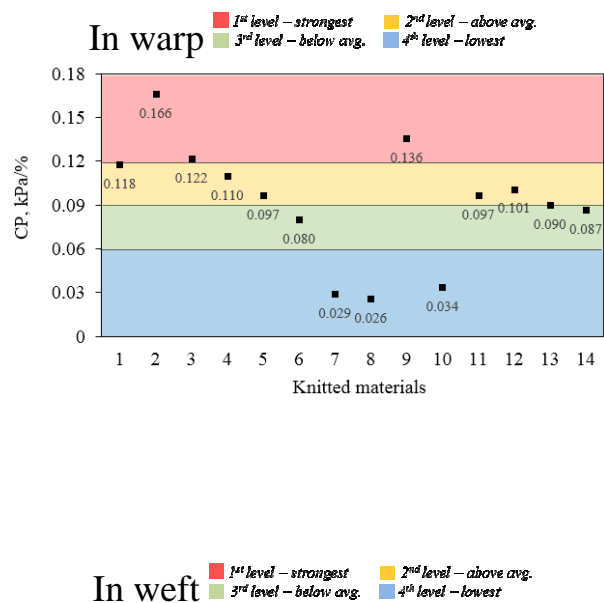 In warp
1st level – strongest 2nd level – above avg.
3rd level – below avg. 4th level – lowest
0.18
0.15
0.12
0.09
0.06
0.03
0
CP, kPa/%
0.118
0.166
0.122
0.110
0.097
0.080
0.029
0.026
0.136
0.034
0.097
0.101
0.090
0.087
1 2 3 4 5 6 7 8 9 10 11 12 13 14
Knitted materials
In weft
1st level – strongest 2nd level – above avg.
3rd level – below avg. 4th level – lowest